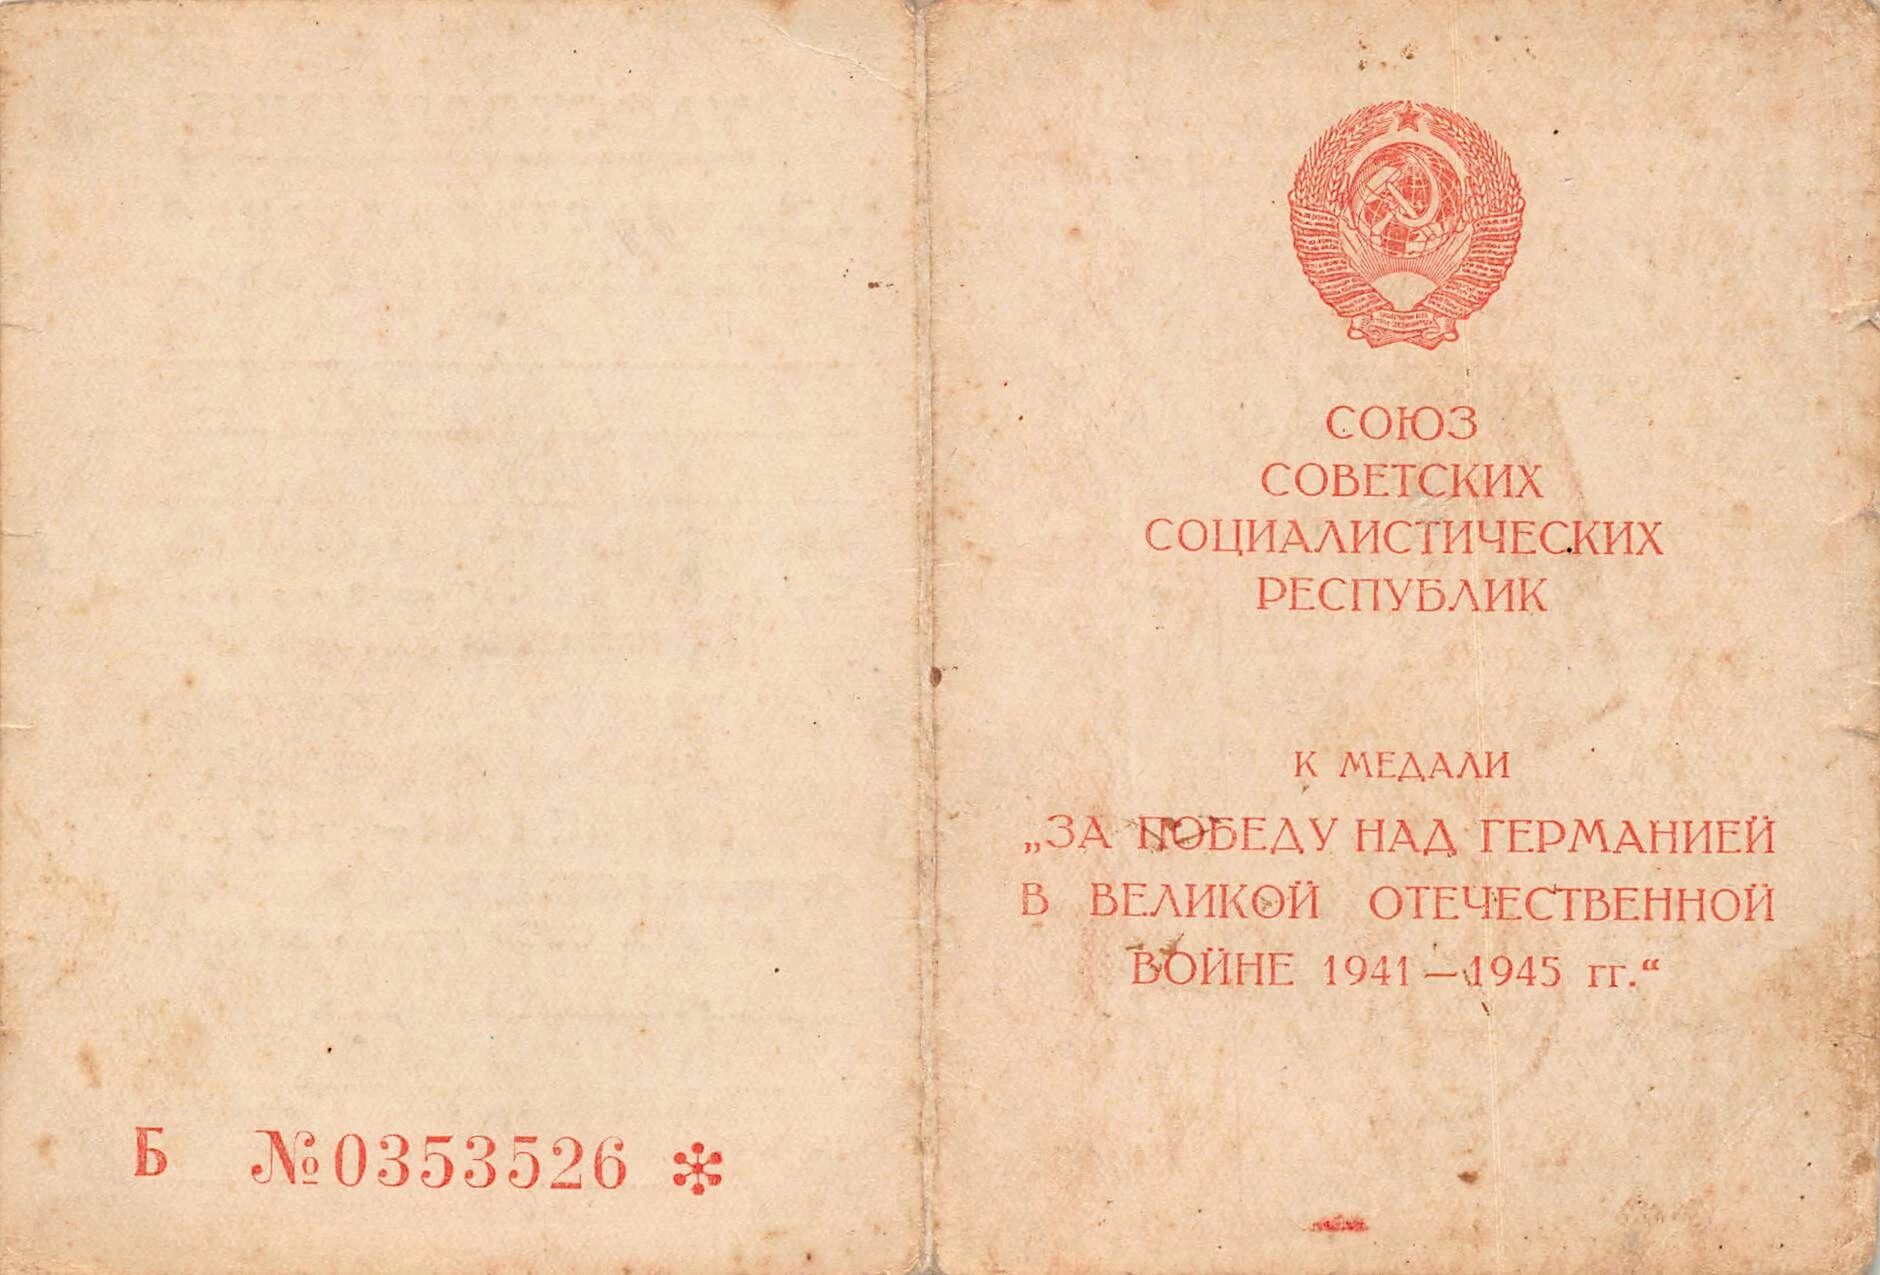 СОЮЗ
СОВЕТСКИХ
СОЦИАЛИСТИЧЕСКИХ
РЕСПУБЛИК
К МЕДАЛИ
„ЗА ПОБЕДУ НАД ГЕРМАНИЕЙ
В ВЕЛИКОЙ ОТЕЧЕСТВЕННОЙ
ВОЙНЕ 1941—1945 гг.“
Б №0353526 *